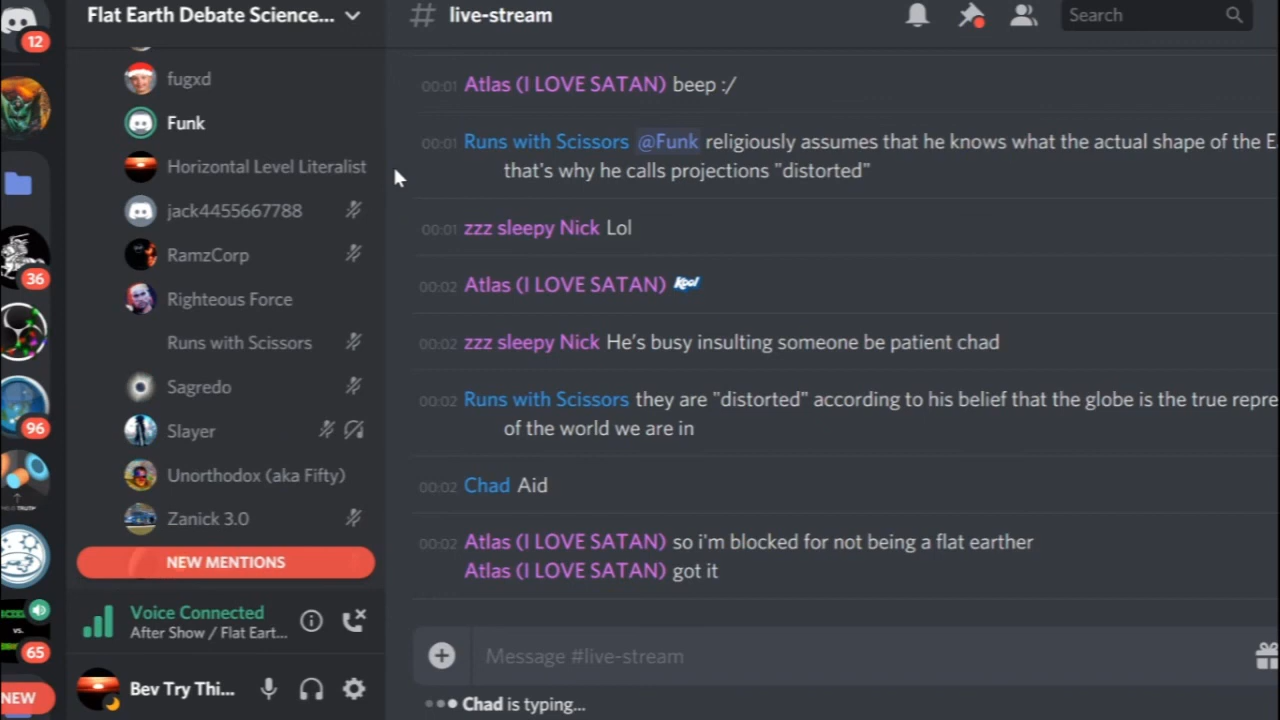 Flat Earth Debate Science...
# live-stream
Search
12
fugxd
Funk
Horizontal Level Literalist
jack4455667788
RamzCorp
36
Righteous Force
Runs with Scissors
Sagredo
96
Slayer
Unorthodox (aka Fifty)
Zanick 3.0
NEW MENTIONS
Voice Connected
After Show / Flat Eart...
VS.
65
NEW
Bev Try Thi...
00:01 Atlas (I LOVE SATAN) beep :/
00:01 Runs with Scissors @Funk religiously assumes that he knows what the actual shape of the E
that's why he calls projections "distorted"
00:01 zzz sleepy Nick Lol
00:02 Atlas (I LOVE SATAN) Kool
00:02 zzz sleepy Nick He's busy insulting someone be patient chad
00:02 Runs with Scissors they are "distorted" according to his belief that the globe is the true repre
of the world we are in
00:02 Chad Aid
00:02 Atlas (I LOVE SATAN) so i'm blocked for not being a flat earther
Atlas (I LOVE SATAN) got it
Message #live-stream
Chad is typing...